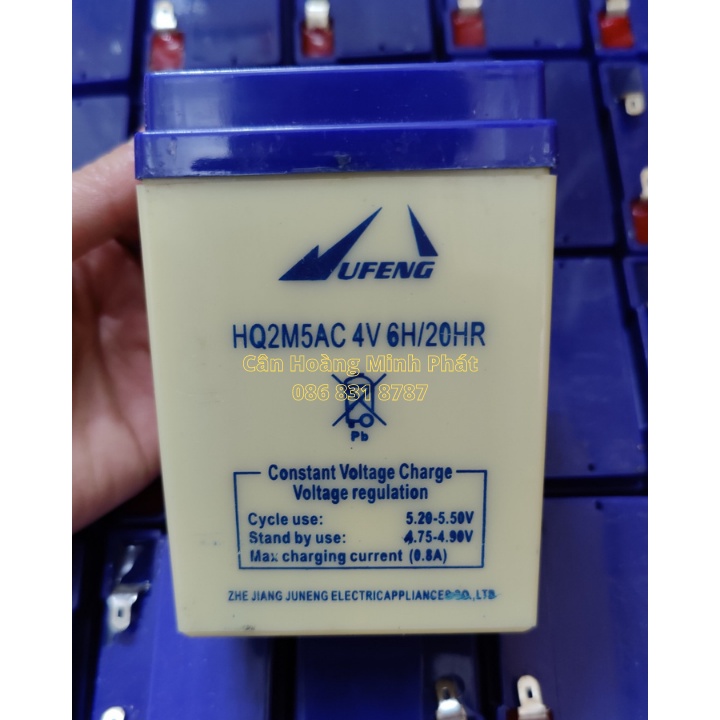 UFENG
HQ2M5AC 4V 6H/20HR
Cân Hoàng Minh Phát
086 831 8787
Pb
Constant Voltage Charge
Voltage regulation
Cycle use: 5.20-5.50V
Stand by use: 4.75-4.90V
Max charging current (0.8A)
ZHE JIANG JUNENG ELECTRICAPPLIANCES CO.,LTD